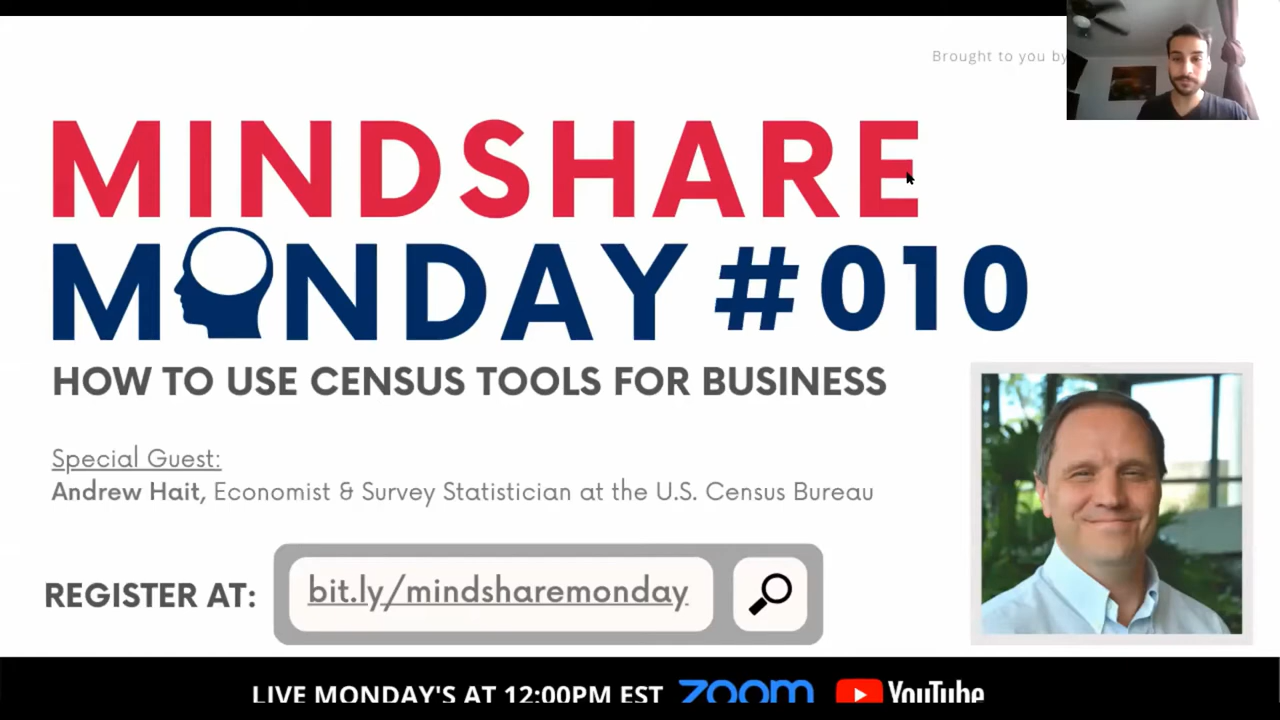 Brought to you by
MINDSHARE
MONDAY #010
HOW TO USE CENSUS TOOLS FOR BUSINESS
Special Guest:
Andrew Hait, Economist & Survey Statistician at the U.S. Census Bureau
REGISTER AT: bit.ly/mindsharemonday
LIVE MONDAY'S AT 12:00PM EST zoom YouTube